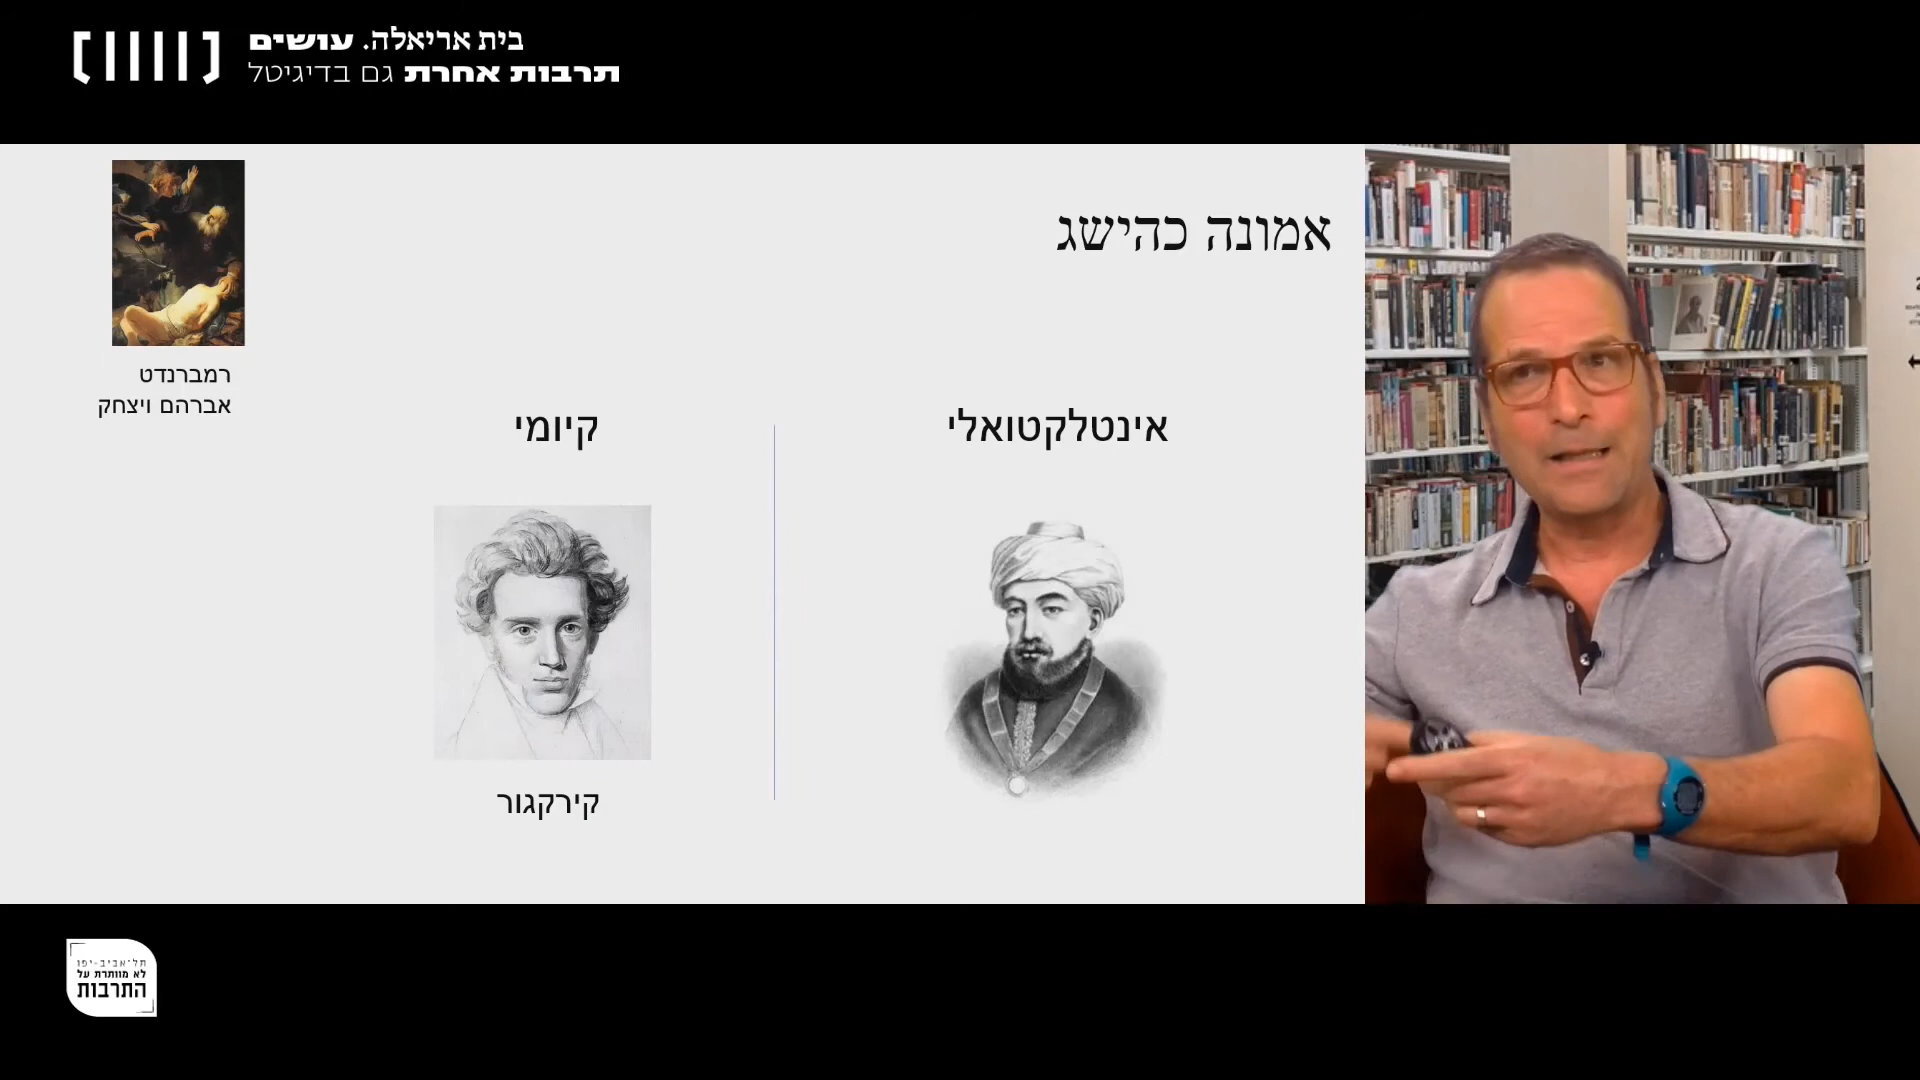 בית אריאלה. עושים
תרבות אחרת גם בדיגיטל
אמונה כהישג
רמברנדט
אברהם ויצחק
אינטלקטואלי
קיומי
קירקגור
תל-אביב-יפו
לא מוותרת על
התרבות